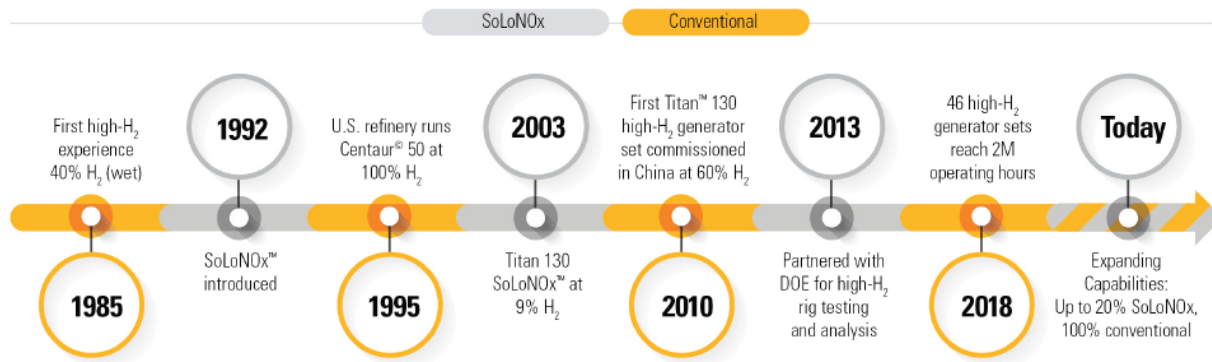 SoLoNOx
Conventional
First high-H₂
experience
40% H₂ (wet)
1985
1992
SoLoNOx™
introduced
U.S. refinery runs
Centaur® 50 at
100% H₂
1995
2003
Titan 130
SoLoNOx™ at
9% H₂
First Titan™ 130
high-H₂ generator
set commissioned
in China at 60% H₂
2010
2013
Partnered with
DOE for high-H₂
rig testing
and analysis
46 high-H₂
generator sets
reach 2M
operating hours
2018
Today
Expanding
Capabilities:
Up to 20% SoLoNOx,
100% conventional